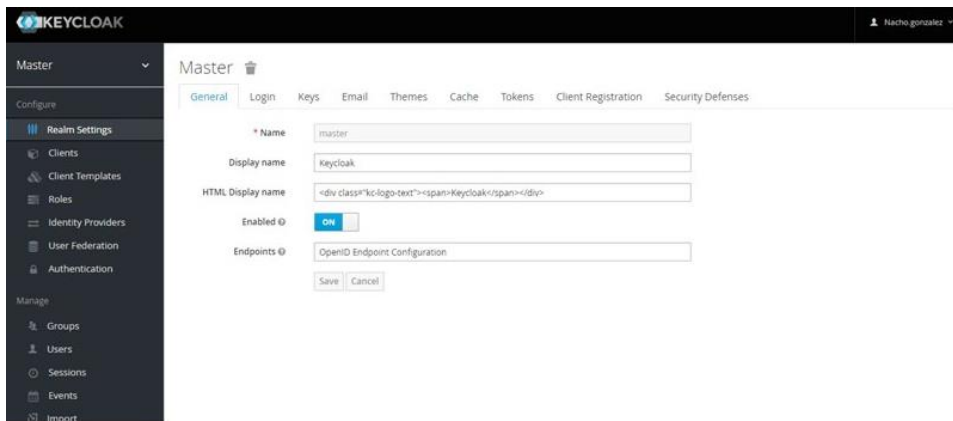 KEYCLOAK
Nacho.gonzalez
Master
Configure
Realm Settings
Clients
Client Templates
Roles
Identity Providers
User Federation
Authentication
Manage
Groups
Users
Sessions
Events
Import
Master
General Login Keys Email Themes Cache Tokens Client Registration Security Defenses
* Name master
Display name Keycloak
HTML Display name <div class="kc-logo-text"><span>Keycloak</span></div>
Enabled ON
Endpoints OpenID Endpoint Configuration
Save Cancel